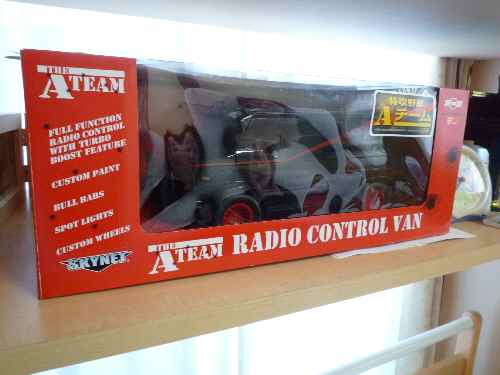 THE
A TEAM
FULL FUNCTION
RADIO CONTROL
WITH TURBO
BOOST FEATURE
CUSTOM PAINT
BULL BARS
SPOT LIGHTS
CUSTOM WHEELS
SKYNET
特攻野郎
Aチーム
THE
A TEAM RADIO CONTROL VAN